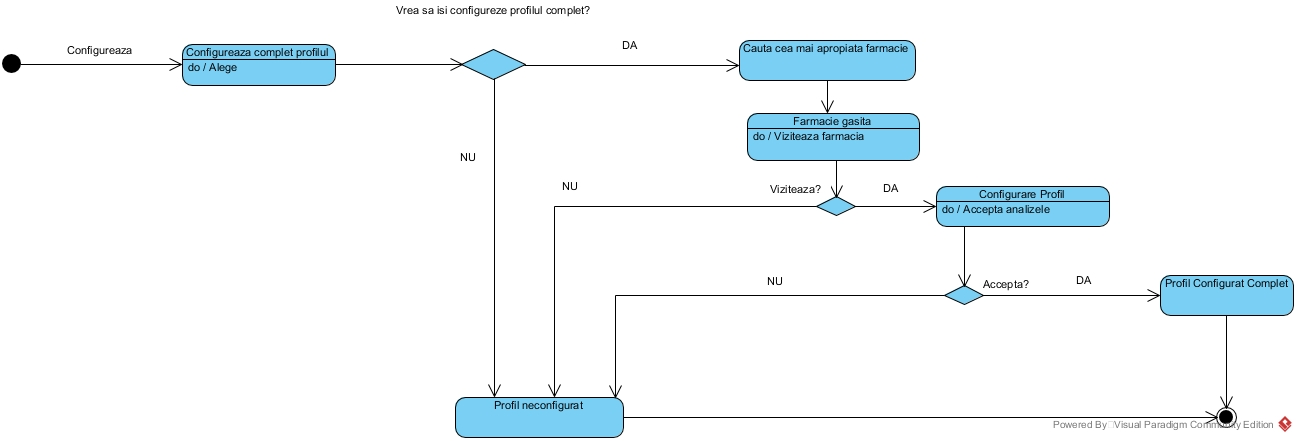 Vrea sa isi configureze profilul complet?
Configureaza
Configureaza complet profilul
do / Alege
DA
Cauta cea mai apropiata farmacie
Farmacie gasita
do / Viziteaza farmacia
NU
NU
Viziteaza?
DA
Configurare Profil
do / Accepta analizele
NU
Accepta?
DA
Profil Configurat Complet
Profil neconfigurat
Powered By Visual Paradigm Community Edition